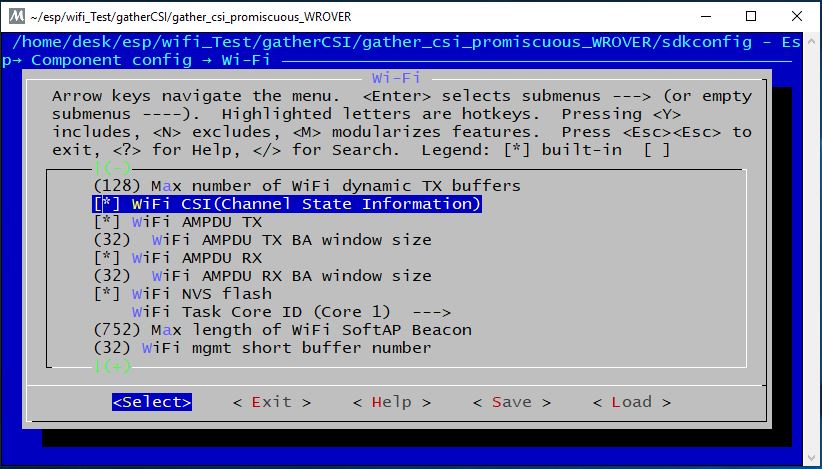 ~/esp/wifi_Test/gatherCSI/gather_csi_promiscuous_WROVER
/home/desk/esp/wifi_Test/gatherCSI/gather_csi_promiscuous_WROVER/sdkconfig - Es
p→ Component config → Wi-Fi
Wi-Fi
Arrow keys navigate the menu.  <Enter> selects submenus ---> (or empty
submenus ----).  Highlighted letters are hotkeys.  Pressing <Y>
includes, <N> excludes, <M> modularizes features.  Press <Esc><Esc> to
exit, <?> for Help, </> for Search.  Legend: [*] built-in  [ ]
↑(-)
(128) Max number of WiFi dynamic TX buffers
[*] WiFi CSI(Channel State Information)
[*] WiFi AMPDU TX
(32)  WiFi AMPDU TX BA window size
[*] WiFi AMPDU RX
(32)  WiFi AMPDU RX BA window size
[*] WiFi NVS flash
WiFi Task Core ID (Core 1)  --->
(752) Max length of WiFi SoftAP Beacon
(32) WiFi mgmt short buffer number
↓(+)
<Select>    < Exit >    < Help >    < Save >    < Load >